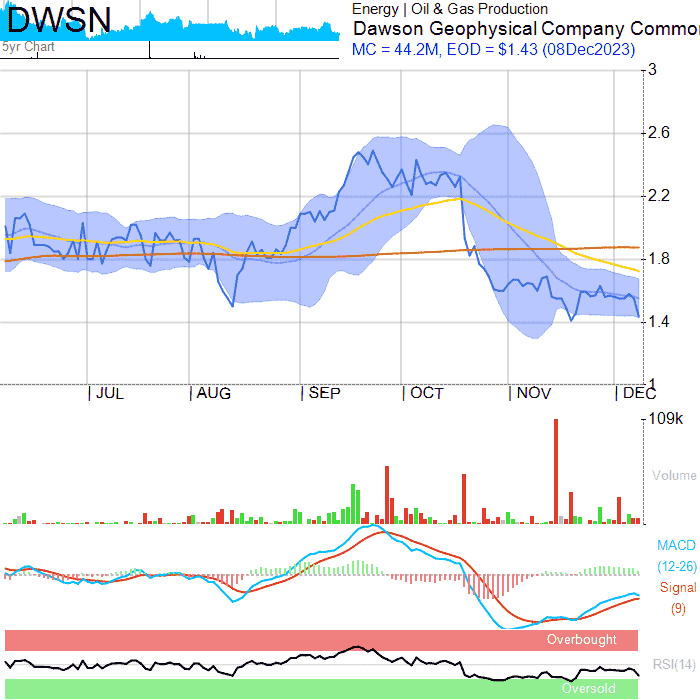 DWSN
5yr Chart
Energy | Oil & Gas Production
Dawson Geophysical Company Commo
MC = 44.2M, EOD = $1.43 (08Dec2023)
3
2.6
2.2
1.8
1.4
1
JUL AUG SEP OCT NOV DEC
109k
Volume
MACD
(12-26)
Signal
(9)
Overbought
RSI(14)
Oversold